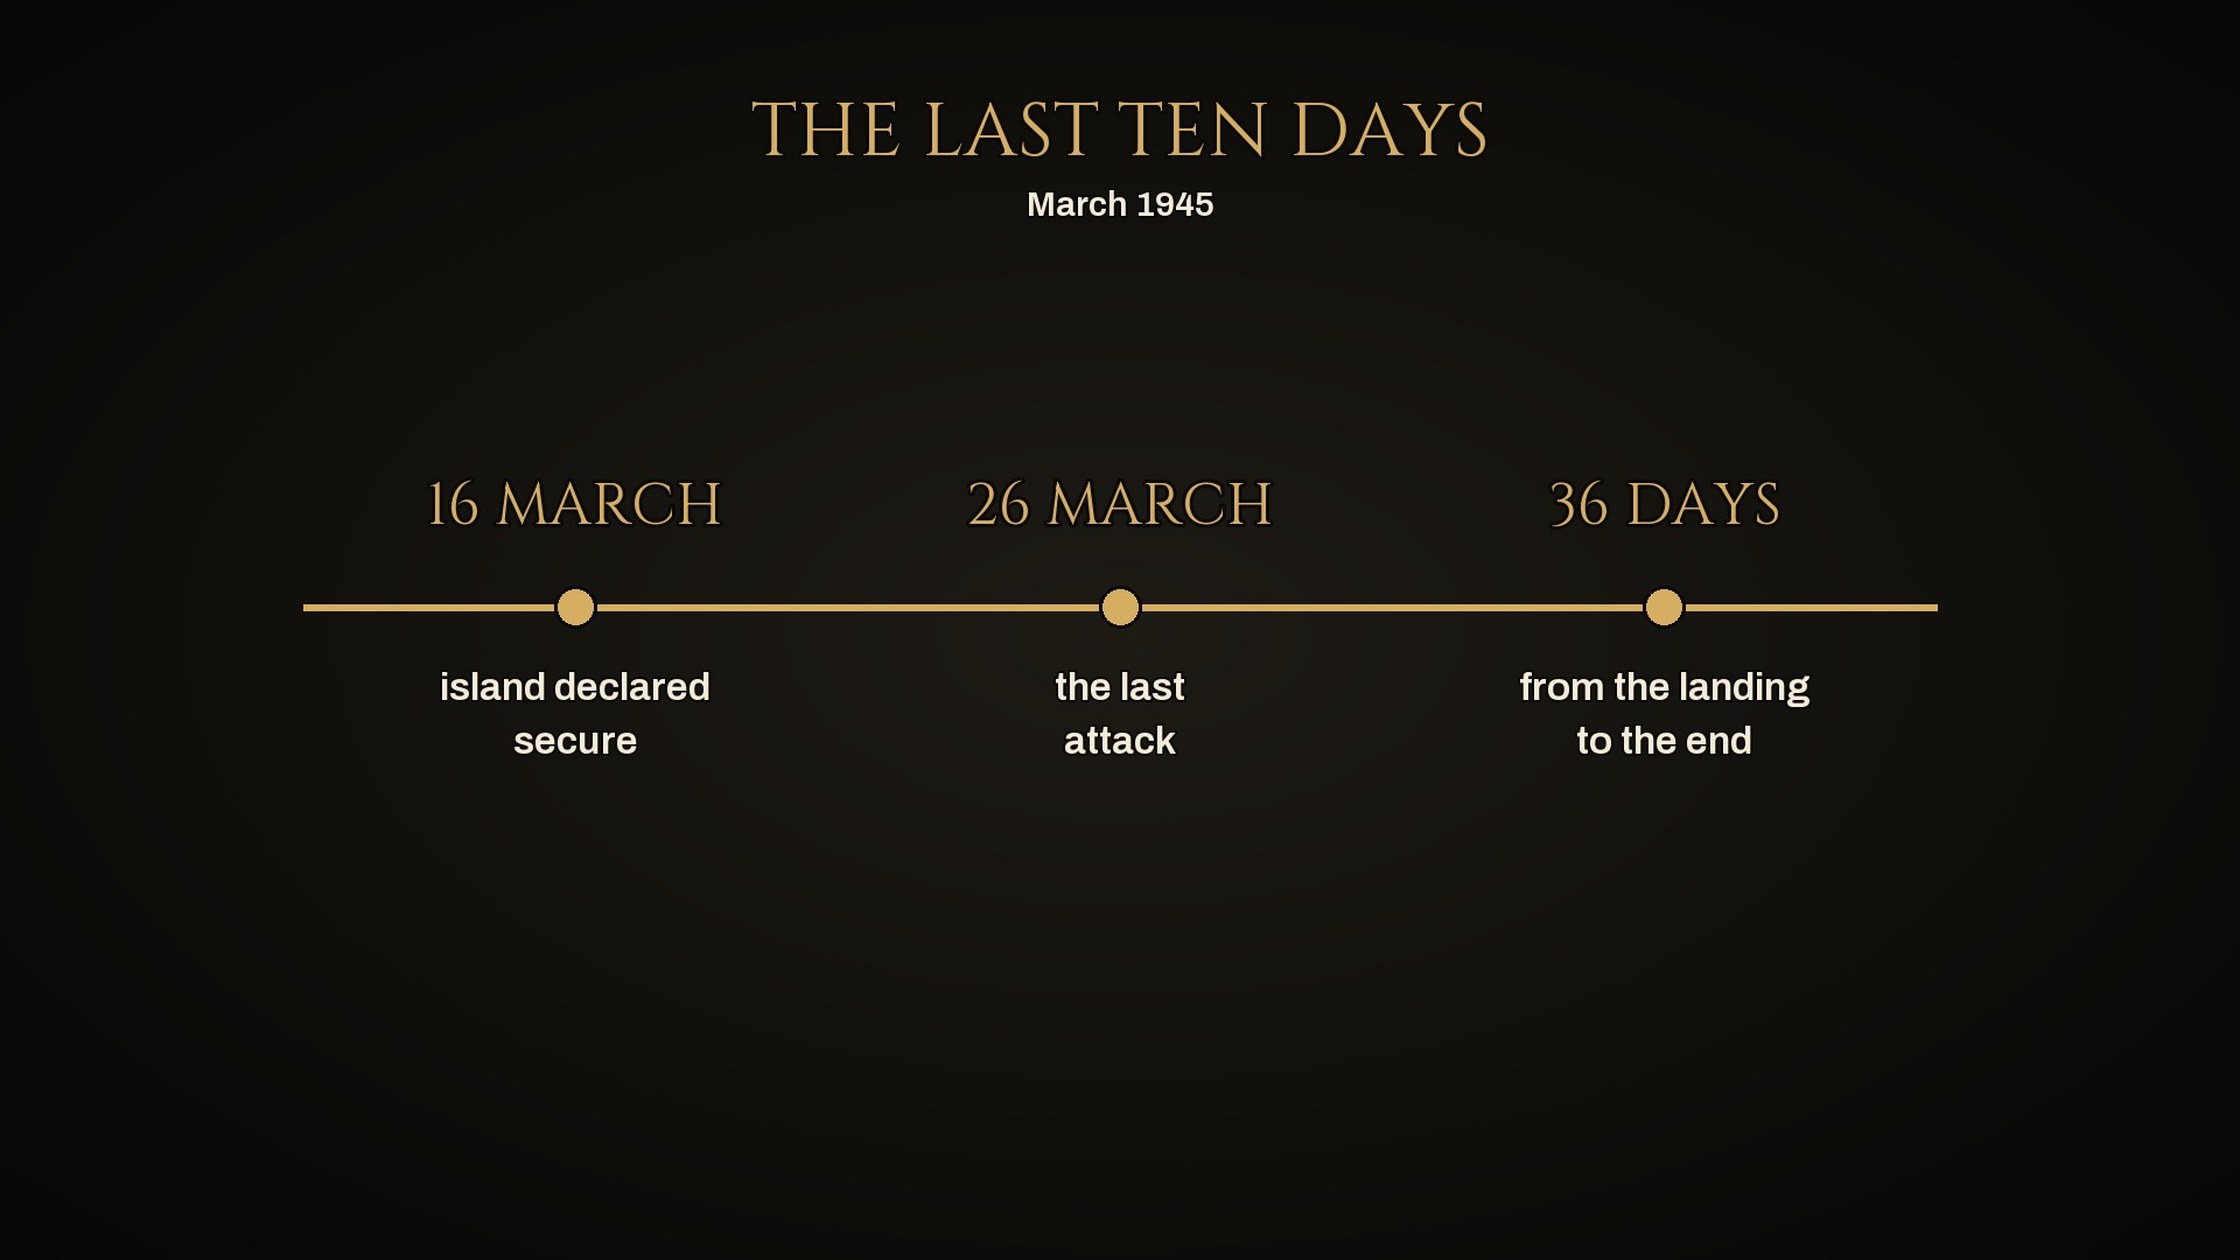 THE LAST TEN DAYS
March 1945
16 MARCH
26 MARCH
36 DAYS
island declared
secure
the last
attack
from the landing
to the end